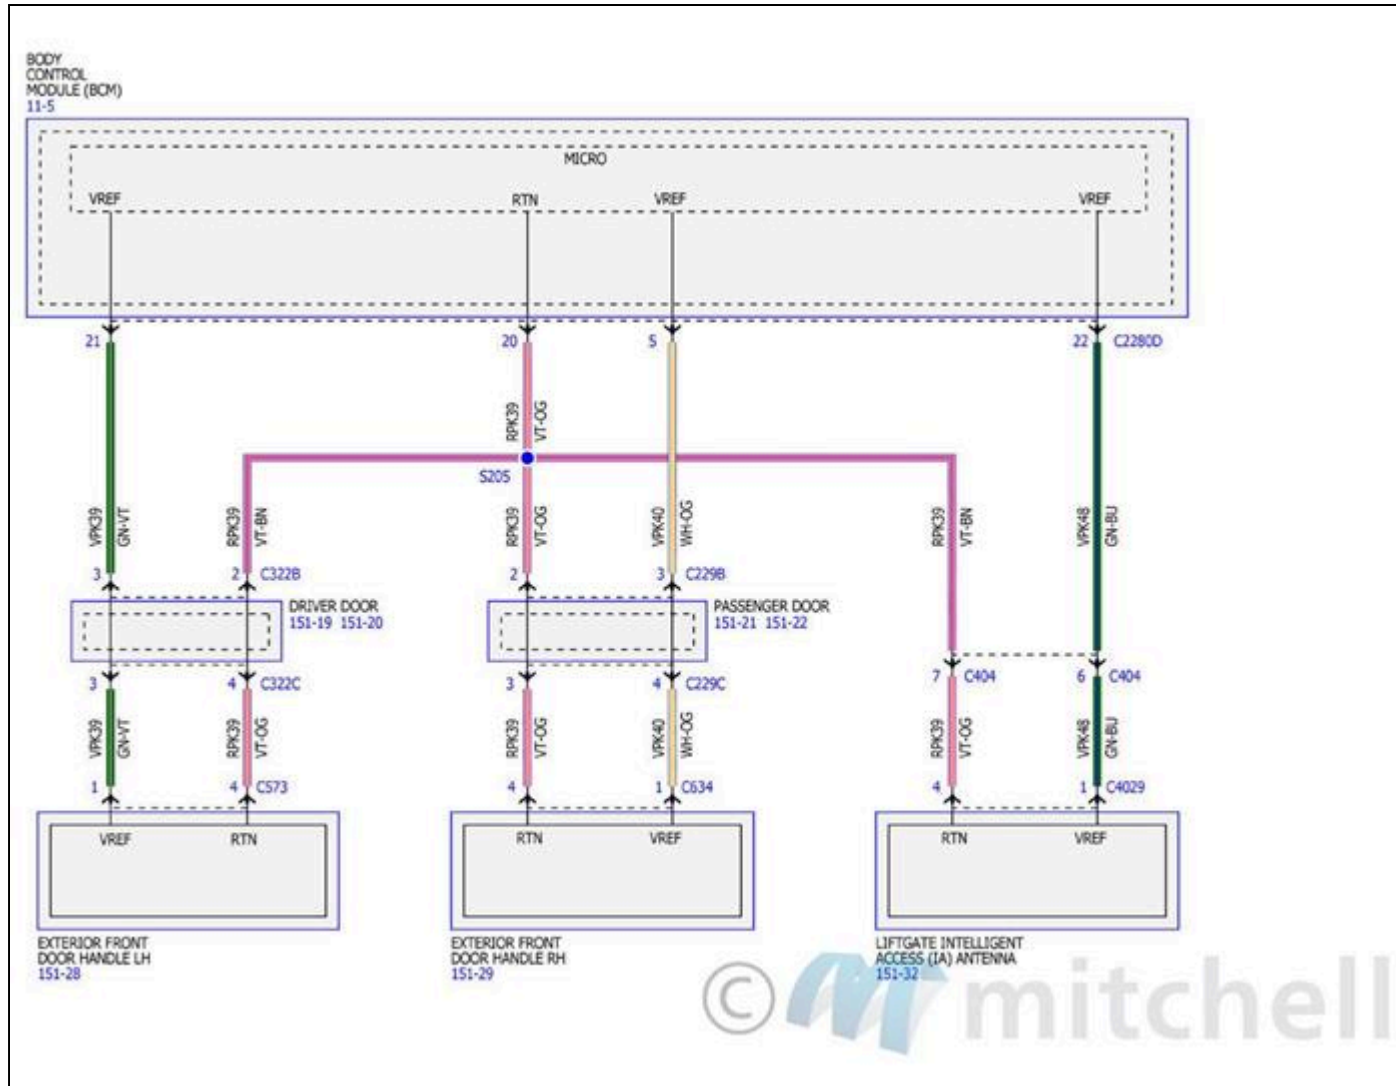 BODY
CONTROL
MODULE (BCM)
11-5
MICRO
VREF RTN VREF VREF
21 20 5 22 C2280D
RPK39 VT-OG
S205
VPK39 GN-VT RPK39 VT-BN RPK39 VT-OG VPK40 WH-OG RPK39 VT-BN VPK48 GN-BU
3 2 C322B 2 3 C229B
DRIVER DOOR
151-19 151-20
PASSENGER DOOR
151-21 151-22
3 4 C322C 3 4 C229C 7 C404 6 C404
VPK39 GN-VT RPK39 VT-OG RPK39 VT-OG VPK40 WH-OG RPK39 VT-OG VPK48 GN-BU
1 4 C573 4 1 C634 4 1 C4029
VREF RTN RTN VREF RTN VREF
EXTERIOR FRONT
DOOR HANDLE LH
151-28
EXTERIOR FRONT
DOOR HANDLE RH
151-29
LIFTGATE INTELLIGENT
ACCESS (IA) ANTENNA
151-32
© mitchell